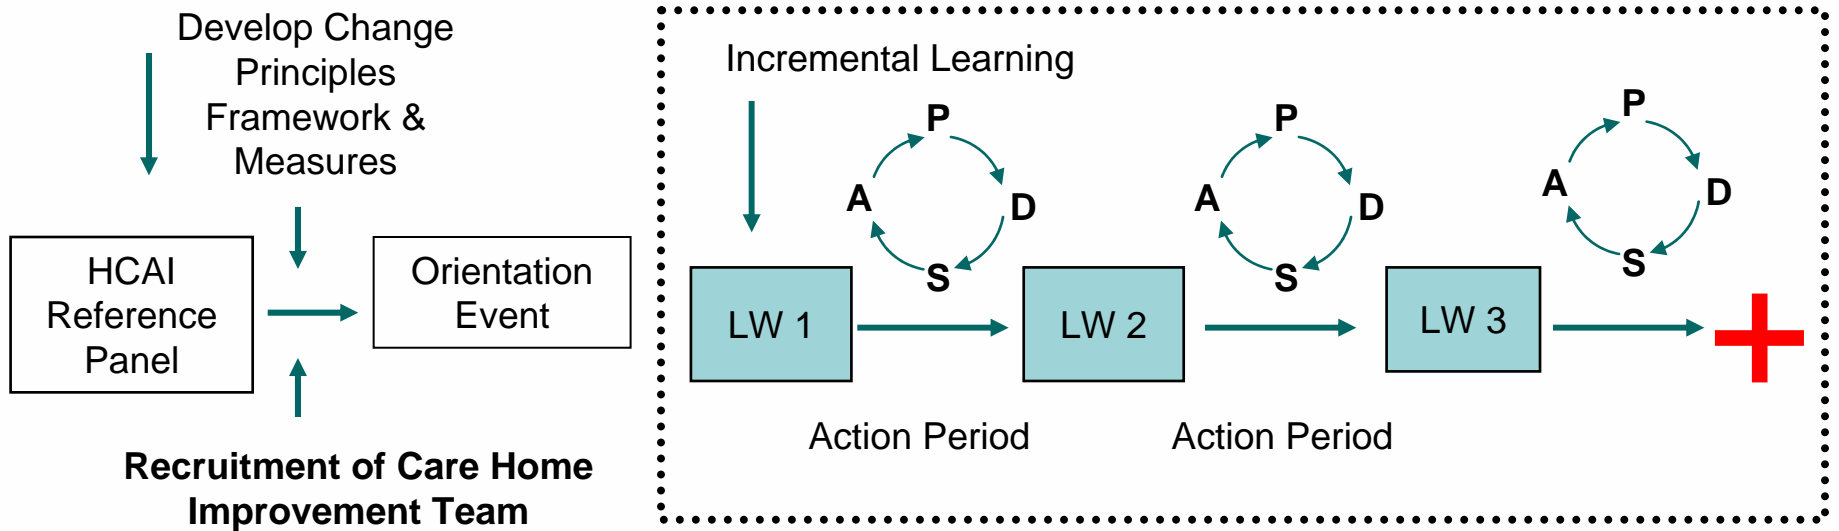 Develop Change
Principles
Framework &
Measures
HCAI
Reference
Panel
Orientation
Event
Recruitment of Care Home
Improvement Team
Incremental Learning
P
A
D
S
P
A
D
S
P
A
D
S
LW 1
LW 2
LW 3
Action Period
Action Period